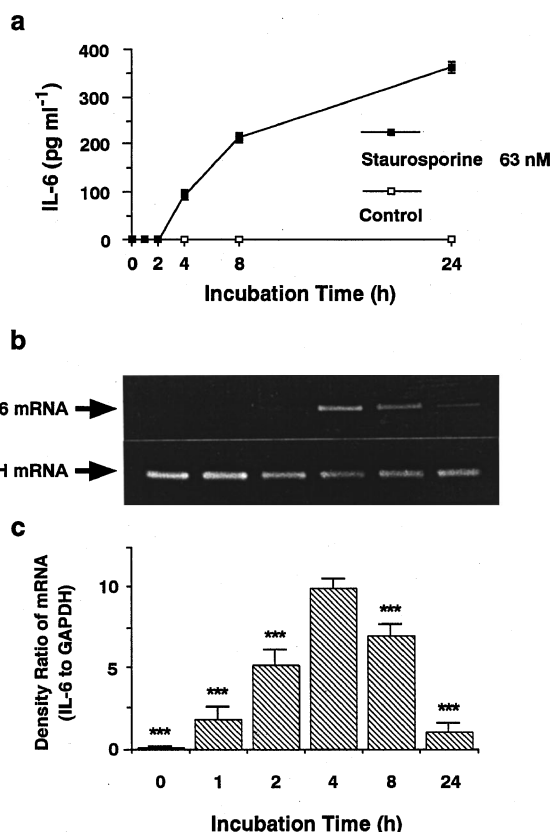 a
400
300
200
100
0
IL-6 (pg ml-1)
Staurosporine 63 nM
Control
0 2 4 8 24
Incubation Time (h)
b
6 mRNA
H mRNA
c
10
5
0
Density Ratio of mRNA
(IL-6 to GAPDH)
*** *** *** *** ***
0 1 2 4 8 24
Incubation Time (h)